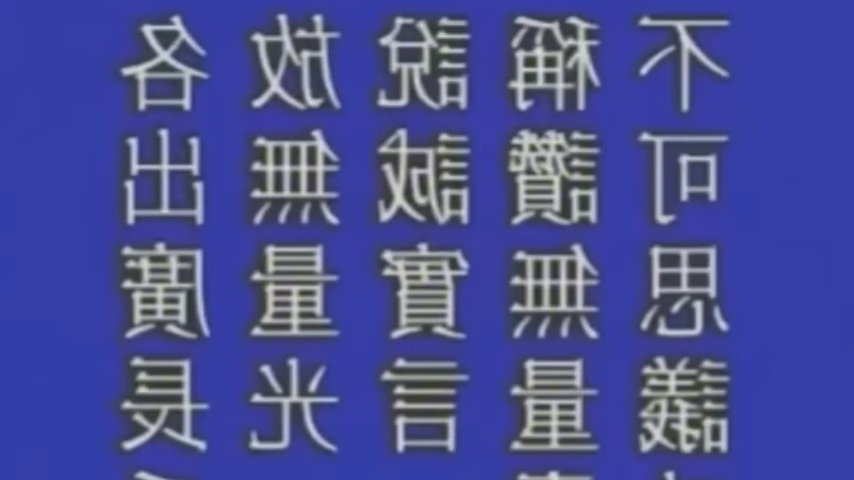 各出廣長
放無量光
說誠實言
稱讚無量
不可思議